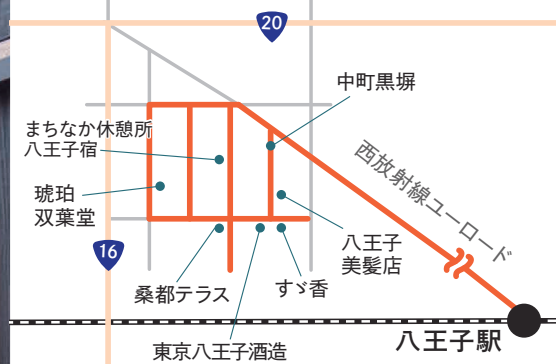 20
中町黒塀
まちなか休憩所
八王子宿
西放射線ユーロード
琥珀
双葉堂
八王子
美髪店
16
桑都テラス
すゞ香
八王子駅
東京八王子酒造